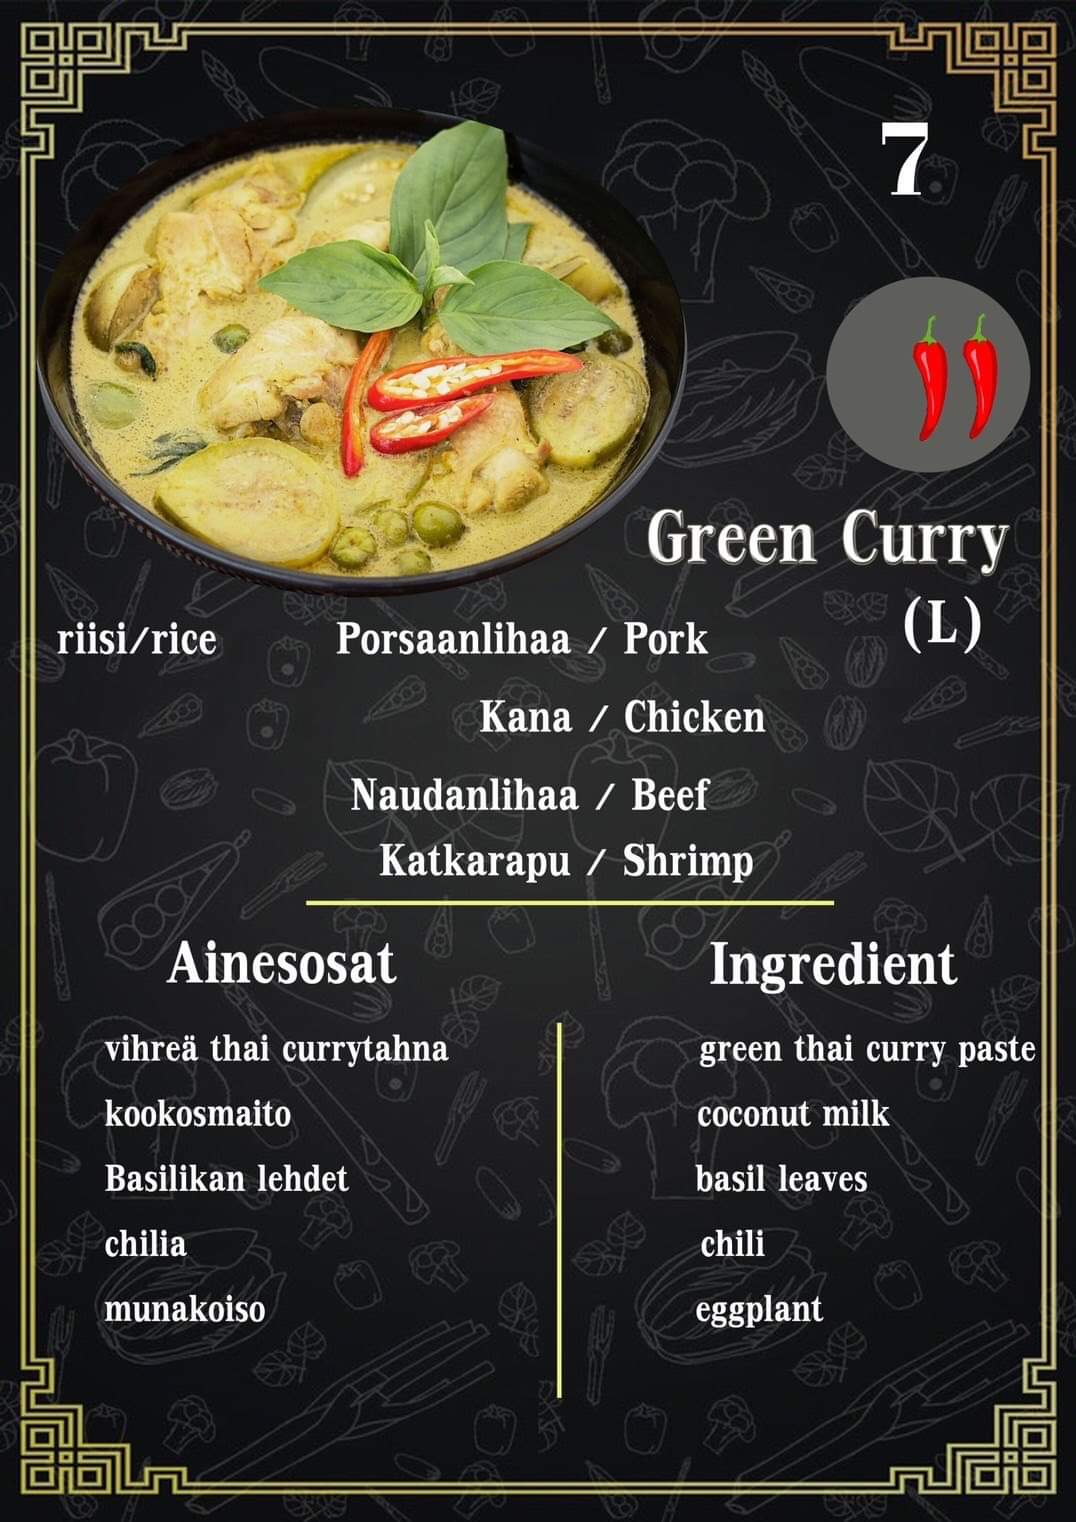 7
Green Curry
(L)
riisi/rice
Porsaanlihaa / Pork
Kana / Chicken
Naudanlihaa / Beef
Katkarapu / Shrimp
Ainesosat
vihreä thai currytahna
kookosmaito
Basilikan lehdet
chilia
munakoiso
Ingredient
green thai curry paste
coconut milk
basil leaves
chili
eggplant